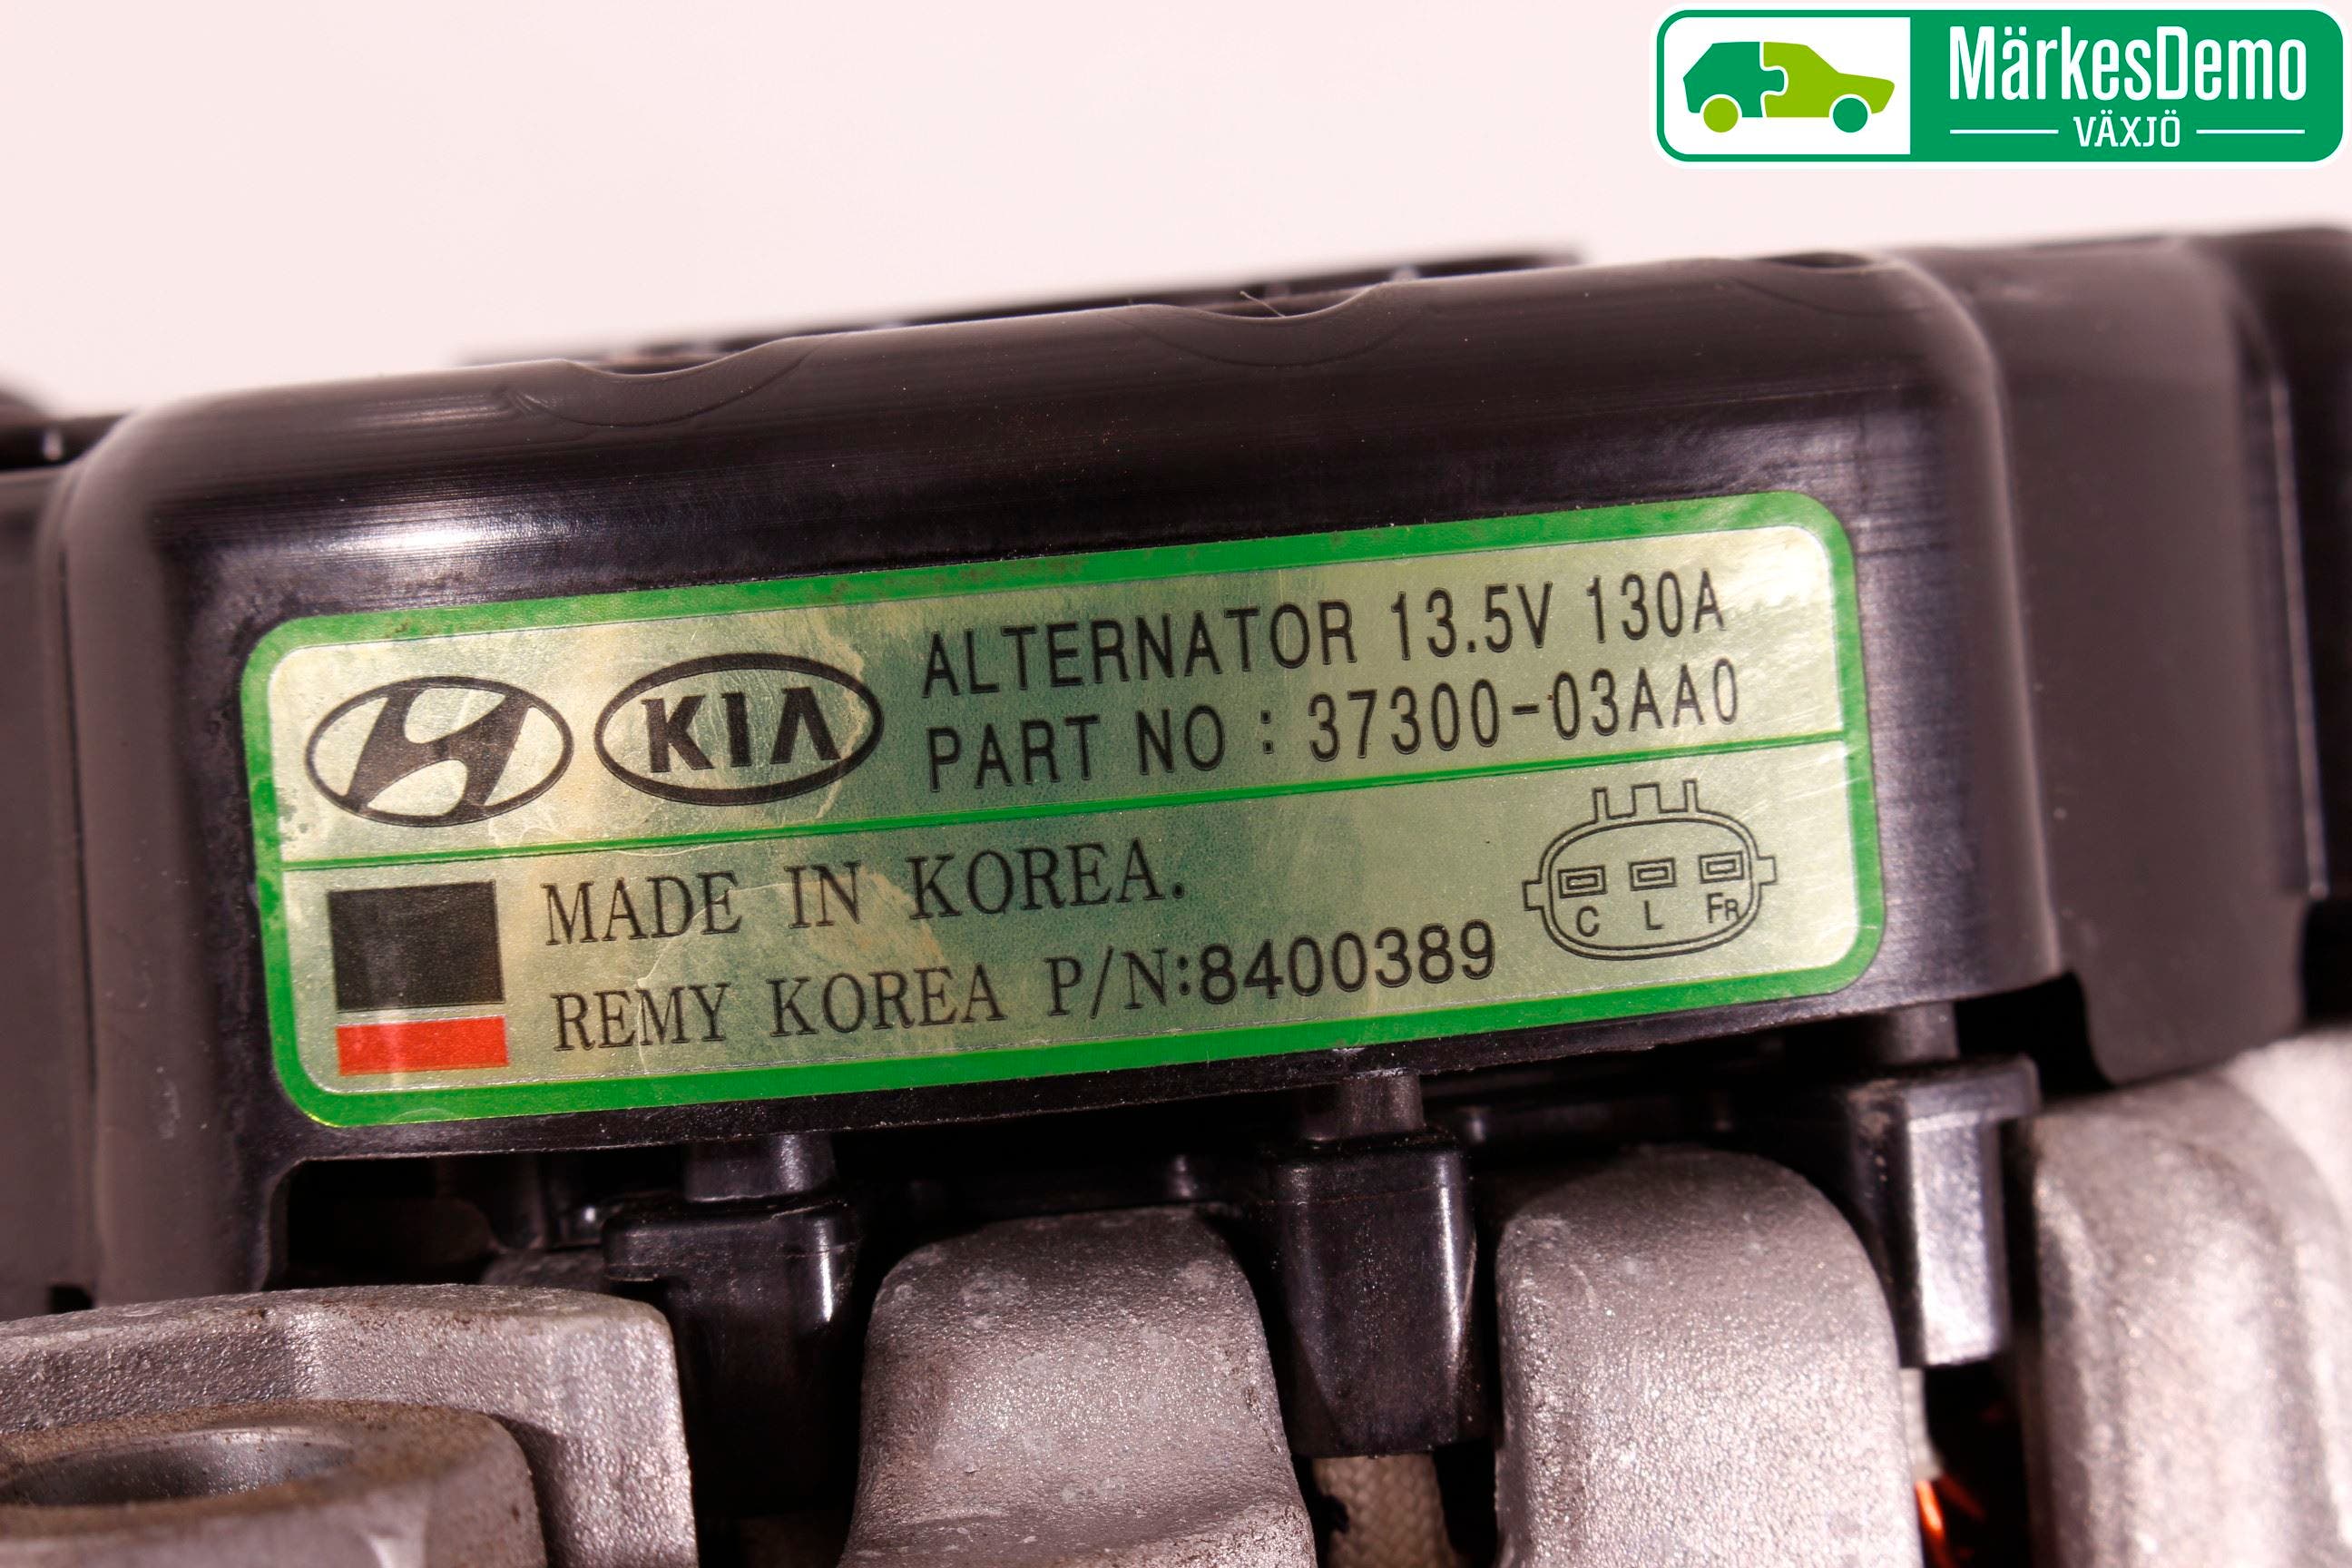 MärkesDemo
VÄXJÖ
KIA
ALTERNATOR 13.5V 130A
PART NO : 37300-03AA0
MADE IN KOREA.
REMY KOREA P/N:8400389
C L FR